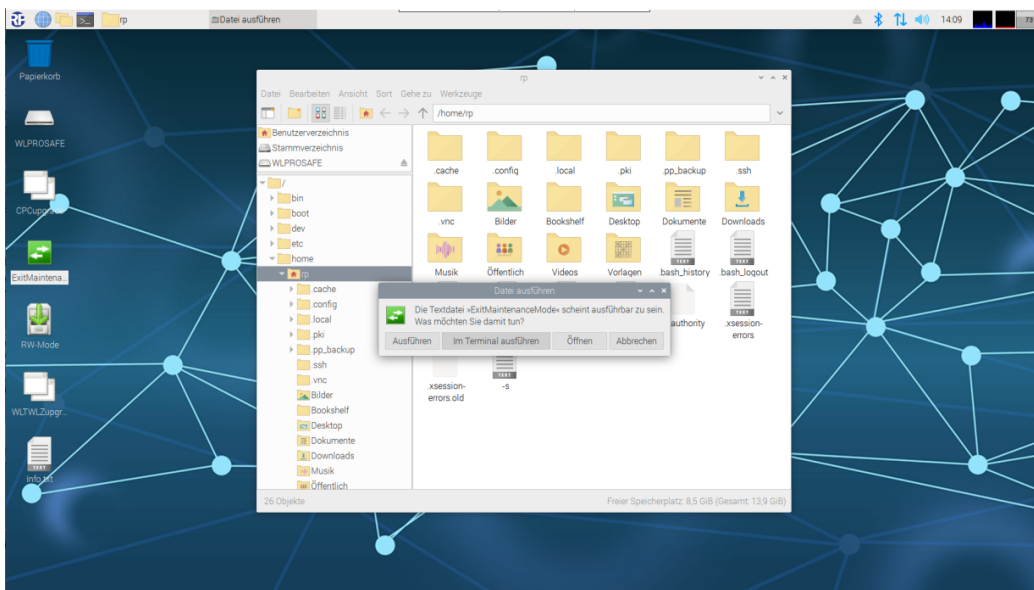 rp
Datei ausführen
14:09
73
Papierkorb
WLPROSAFE
CPCupgrade
ExitMaintena...
RW-Mode
WLTWLZupgr...
Info.txt
rp
Datei Bearbeiten Ansicht Sort Gehe zu Werkzeuge
/home/rp
Benutzerverzeichnis
Stammverzeichnis
WLPROSAFE
/
bin
boot
dev
etc
home
rp
.cache
.config
.local
.pki
.pp_backup
.ssh
.vnc
Bilder
Bookshelf
Desktop
Dokumente
Downloads
Musik
Öffentlich
.cache .config .local .pki .pp_backup .ssh
.vnc Bilder Bookshelf Desktop Dokumente Downloads
Musik Öffentlich Videos Vorlagen .bash_history .bash_logout
authority .xsession-
errors
.xsession- -s
errors.old
Datei ausführen
Die Textdatei »ExitMaintenanceMode« scheint ausführbar zu sein.
Was möchten Sie damit tun?
Ausführen Im Terminal ausführen Öffnen Abbrechen
26 Objekte Freier Speicherplatz: 8,5 GiB (Gesamt: 13,9 GiB)